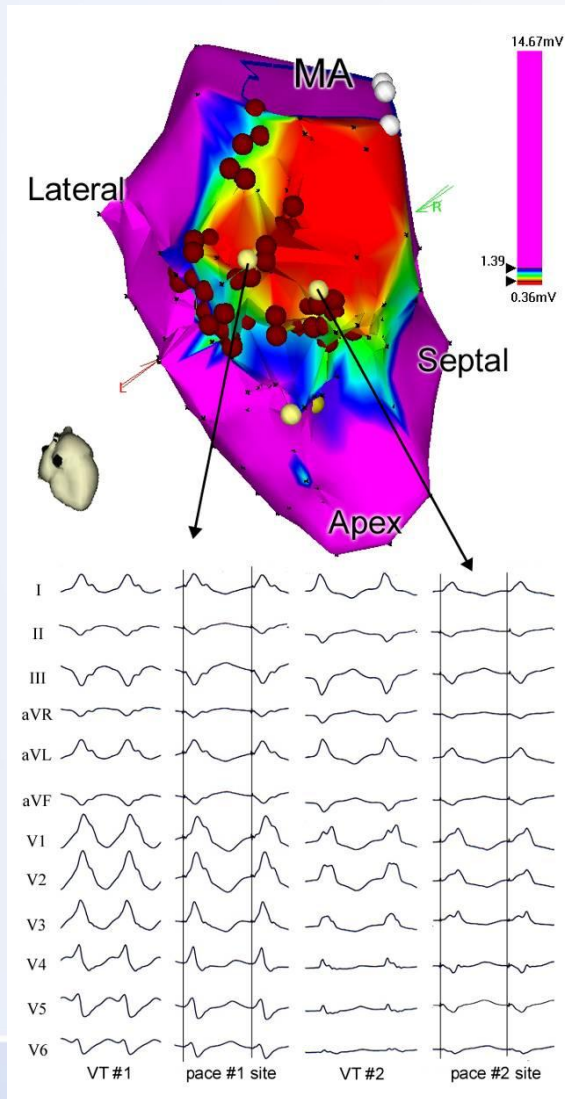 14.67mV
MA
Lateral
R
1.39
0.36mV
Septal
L
Apex
I
II
III
aVR
aVL
aVF
V1
V2
V3
V4
V5
V6
VT #1 pace #1 site VT #2 pace #2 site